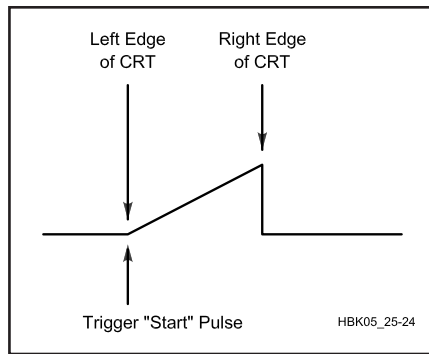 Left Edge
of CRT
Right Edge
of CRT
Trigger "Start" Pulse
HBK05_25-24